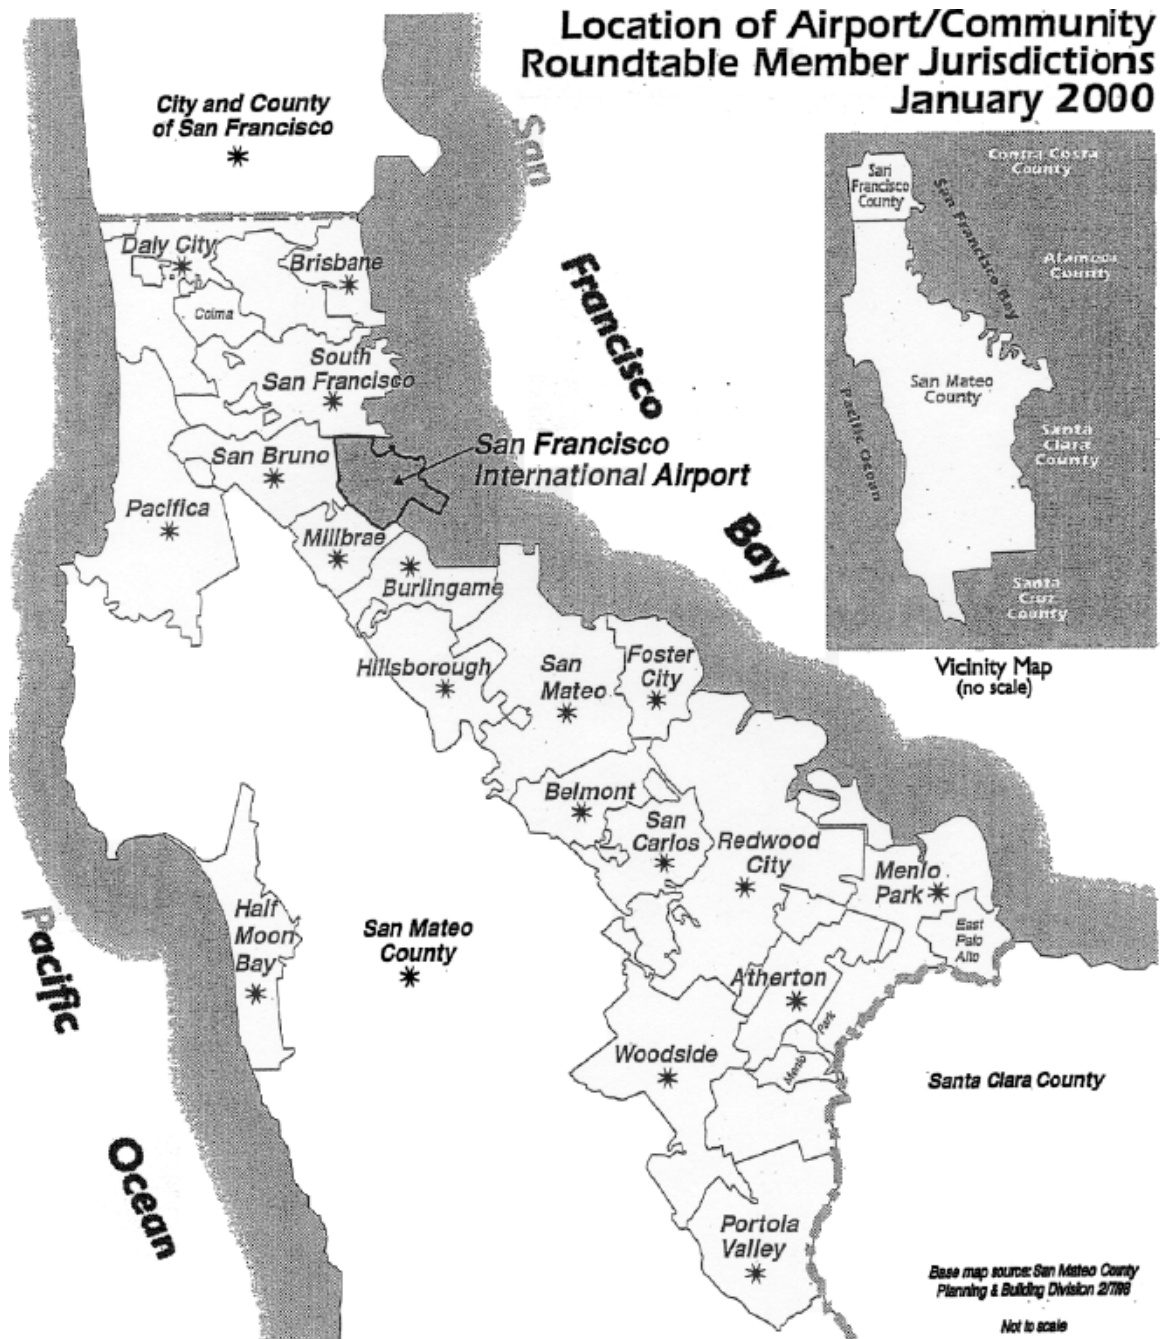 Location of Airport/Community
Roundtable Member Jurisdictions
January 2000
City and County
of San Francisco
San
Francisco
Bay
Daly City
Brisbane
Colma
South
San Francisco
San Francisco
International Airport
San Bruno
Pacifica
Millbrae
Burlingame
Hillsborough
San
Mateo
Foster
City
Belmont
San
Carlos
Redwood
City
Menlo
Park
East
Palo
Alto
Half
Moon
Bay
San Mateo
County
Atherton
Park
Menlo
Woodside
Santa Clara County
Portola
Valley
Pacific
Ocean
San
Francisco
County
Contra Costa
County
San Francisco Bay
Alameda
County
San Mateo
County
Pacific Ocean
Santa
Clara
County
Santa
Cruz
County
Vicinity Map
(no scale)
Base map source: San Mateo County
Planning & Building Division 2/7/98
Not to scale